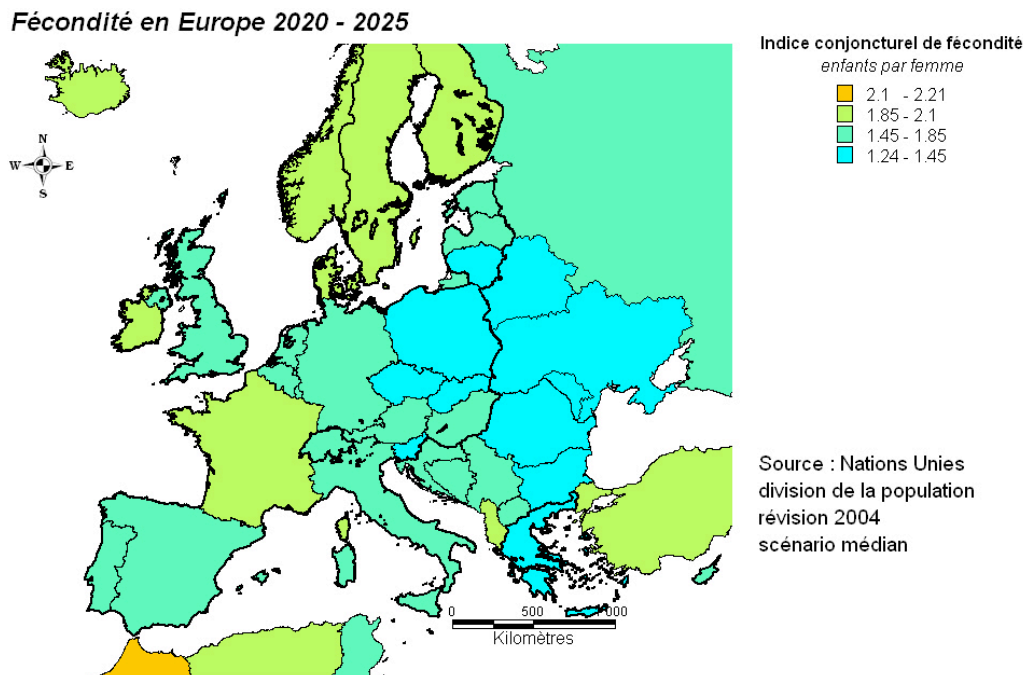 Fécondité en Europe 2020 - 2025
Indice conjoncturel de fécondité
enfants par femme
2.1 - 2.21
1.85 - 2.1
1.45 - 1.85
1.24 - 1.45
N
W E
S
Source : Nations Unies
division de la population
révision 2004
scénario médian
0 500 000
Kilomètres